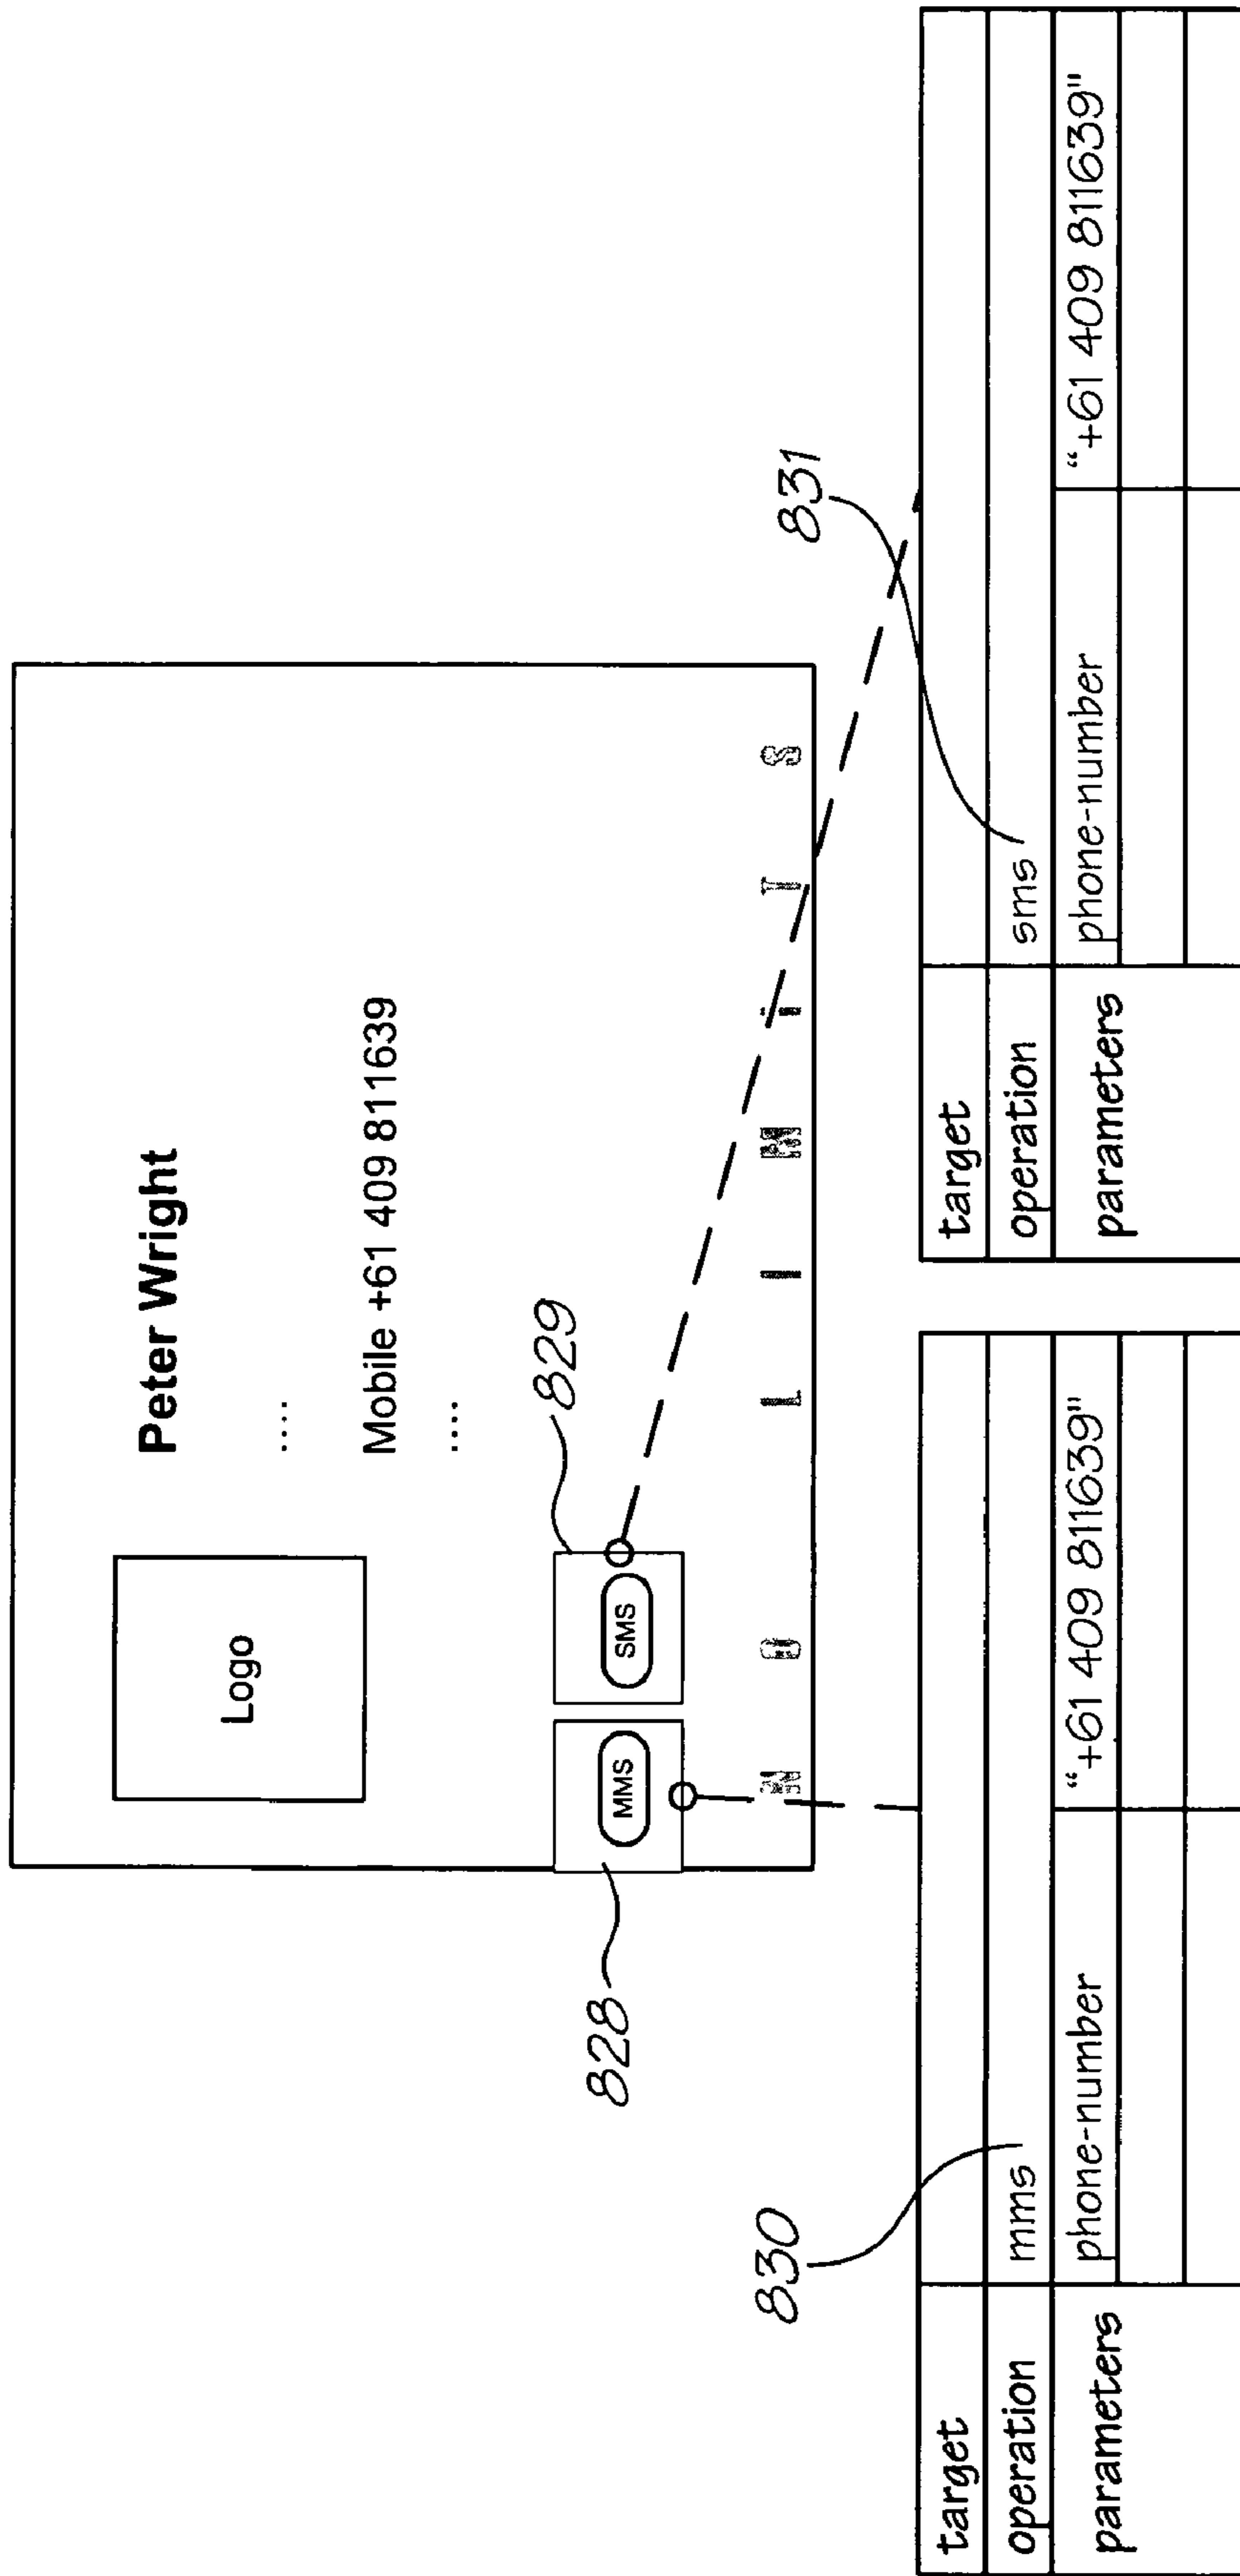 Logo
Peter Wright
....
Mobile +61 409 811639
....
828
MMS
SMS
829
N O L I M i T S
830
831
target
operation mms
parameters phone-number "+61 409 811639"
target
operation sms
parameters phone-number "+61 409 811639"